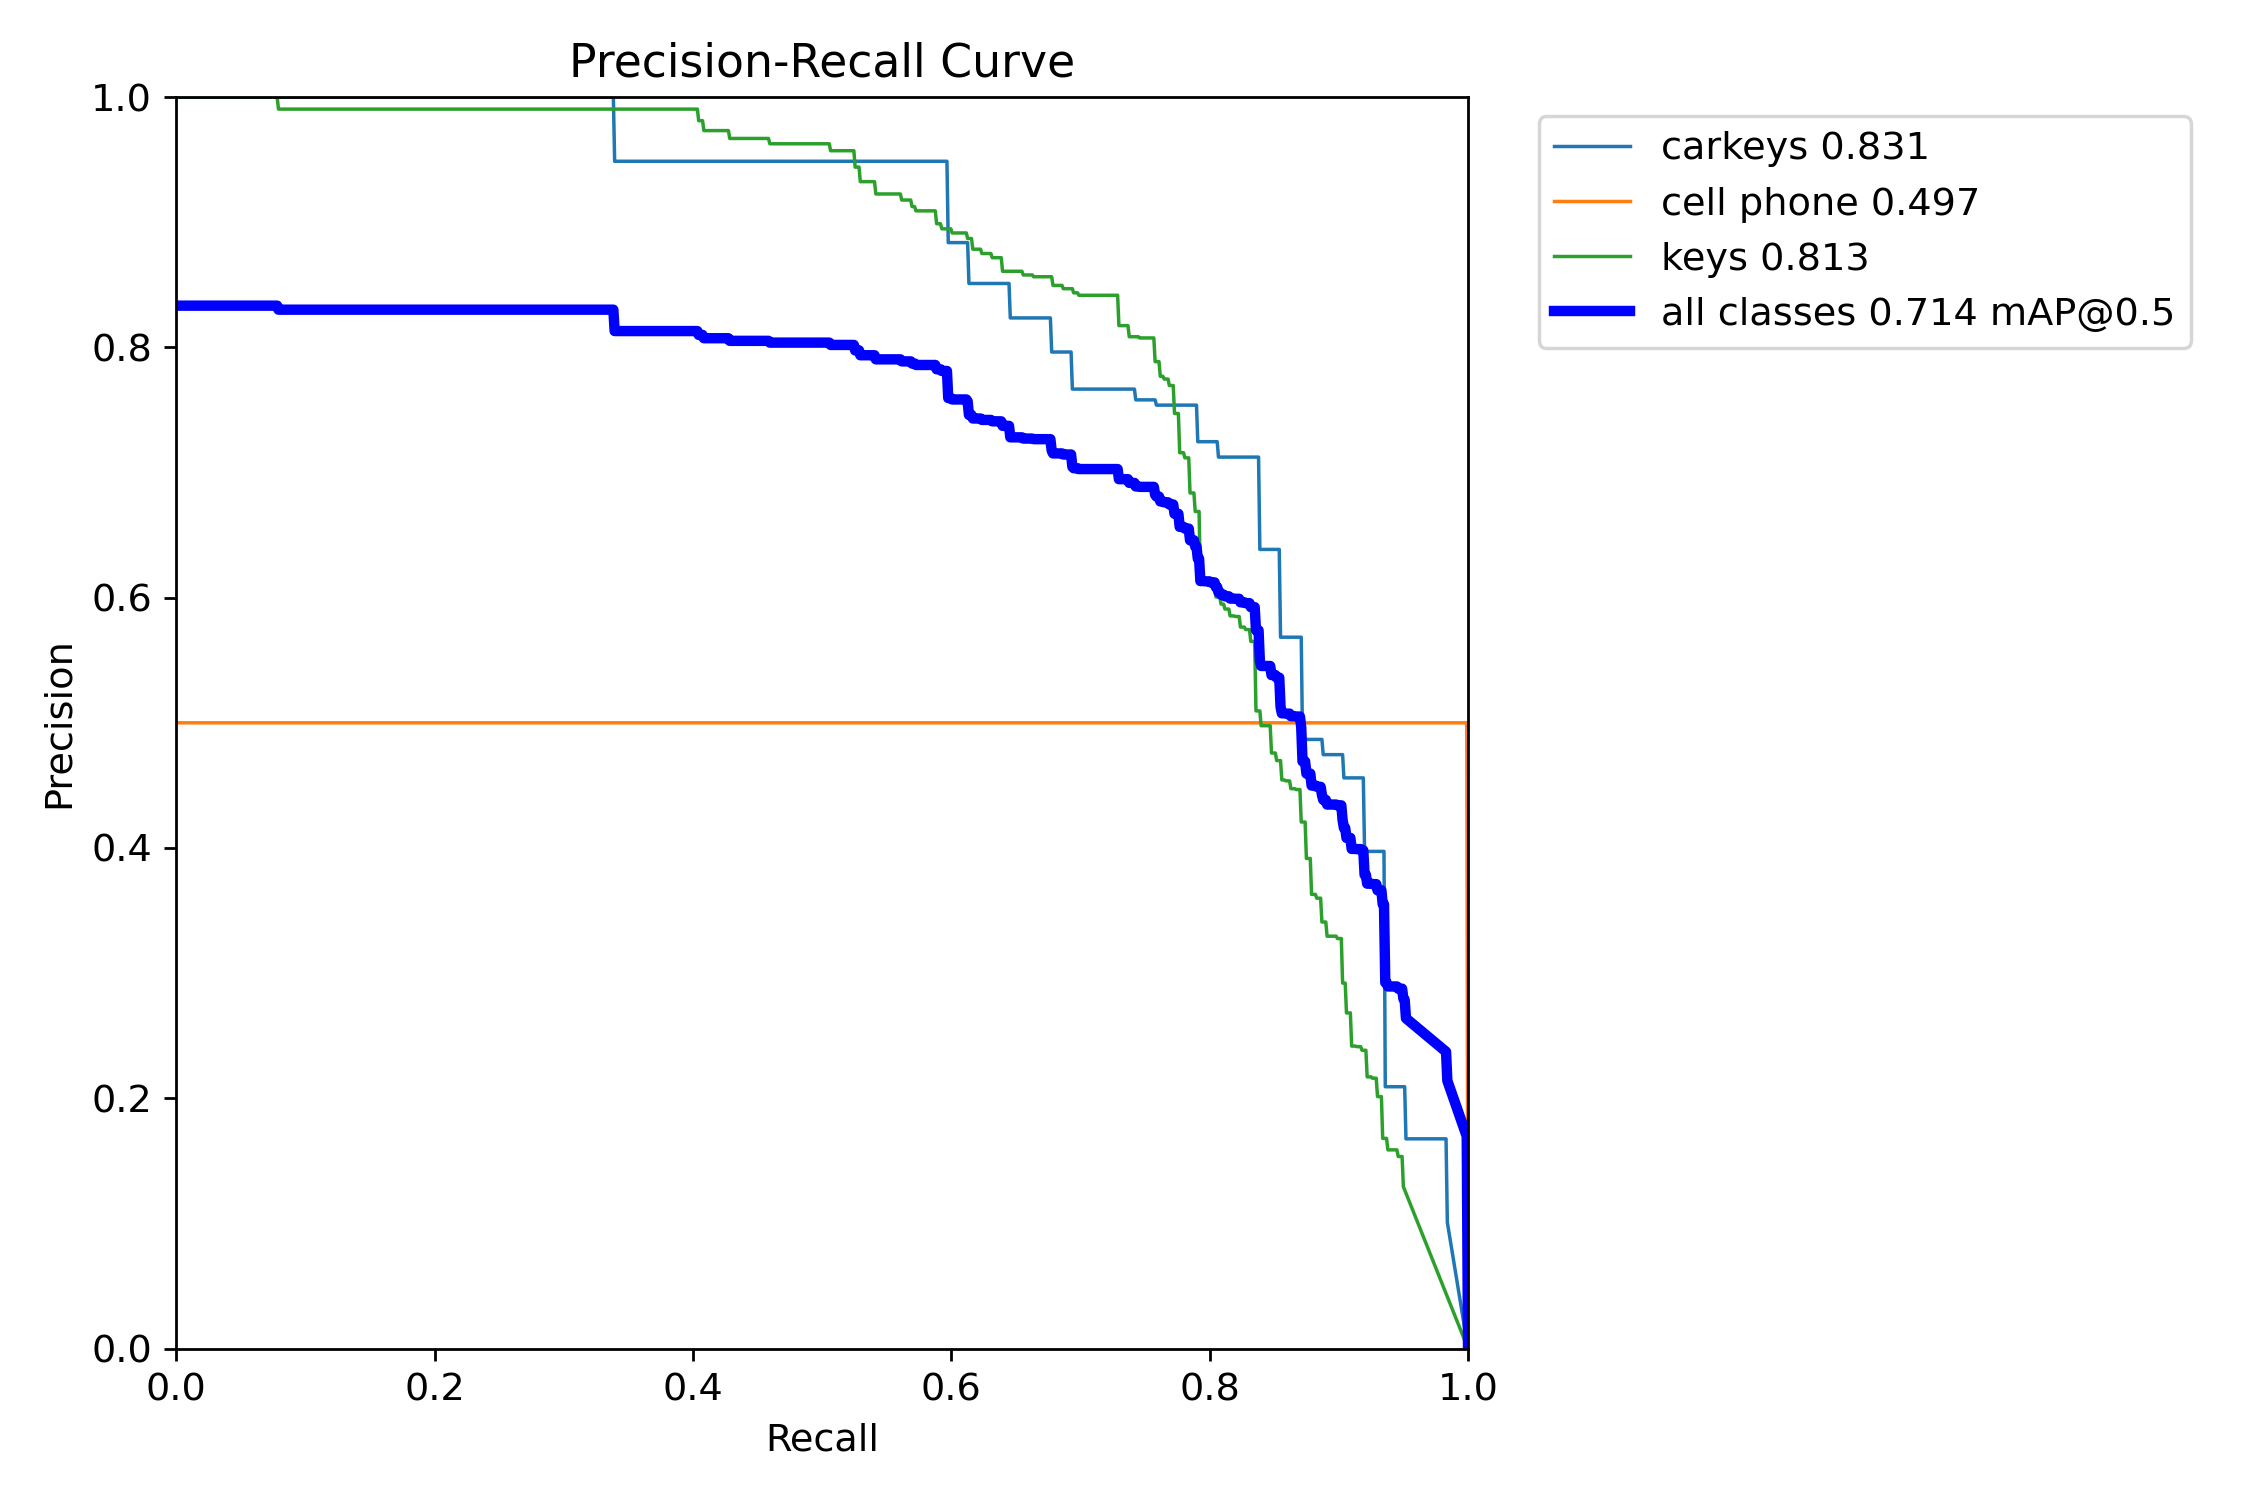 Precision-Recall Curve
1.0
0.8
0.6
0.4
0.2
0.0
Precision
0.0 0.2 0.4 0.6 0.8 1.0
Recall
carkeys 0.831
cell phone 0.497
keys 0.813
all classes 0.714 mAP@0.5